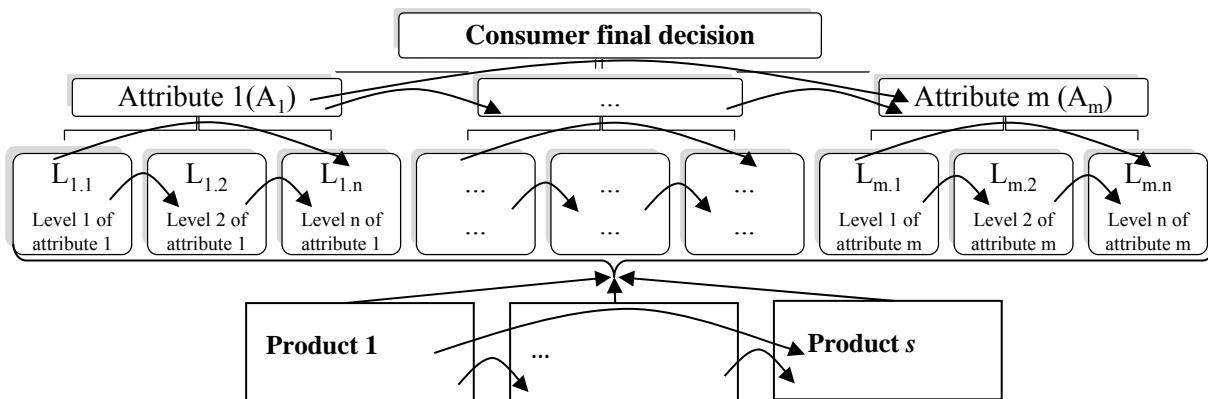 Consumer final decision
Attribute 1(A1) ... Attribute m (Am)
L1.1 L1.2 L1.n ... ... ... Lm.1 Lm.2 Lm.n
Level 1 of Level 2 of Level n of ... ... ... Level 1 of Level 2 of Level n of
attribute 1 attribute 1 attribute 1 attribute m attribute m attribute m
Product 1 ... Product s